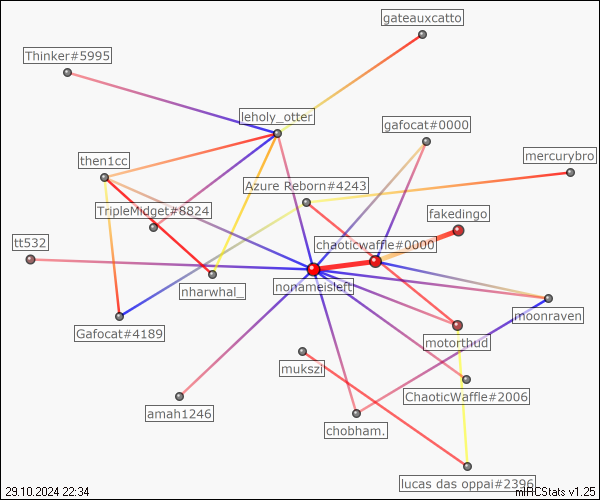 gateauxcatto
Thinker#5995
leholy_otter
gafocat#0000
mercurybro
then1cc
Azure Reborn#4243
TripleMidget#8824
fakedingo
tt532
chaoticwaffle#0000
nonameisleft
nharwhal_
moonraven
Gafocat#4189
motorthud
mukszi
ChaoticWaffle#2006
amah1246
chobham.
lucas das oppai#2396
29.10.2024 22:34
mIRCStats v1.25